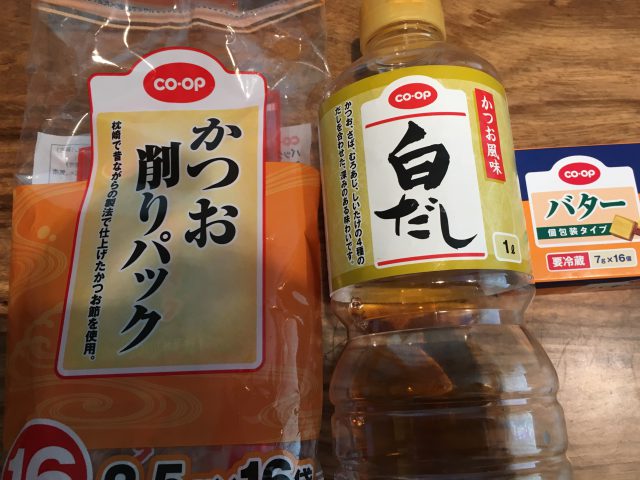 CO・OP
かつお
削りパック
枕崎で昔ながらの製法で仕上げたかつお節を使用。
16
2.5g×16袋
CO・OP
かつお風味
白だし
かつお、さば、むろあじ、しいたけの4種の
だしを合わせた、深みのある味わいです。
1ℓ
CO・OP
バター
個包装タイプ
要冷蔵
7g×16個